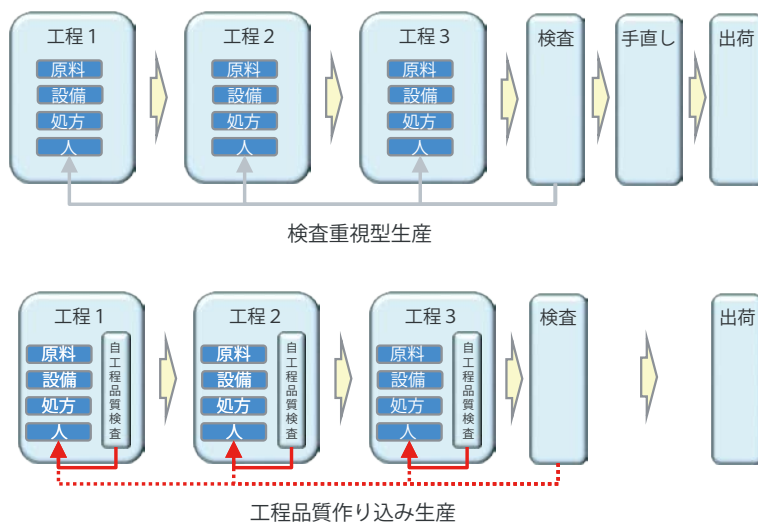 工程1
原料
設備
処方
人
工程2
原料
設備
処方
人
工程3
原料
設備
処方
人
検査
手直し
出荷
検査重視型生産
工程1
原料
設備
処方
人
自工程品質検査
工程2
原料
設備
処方
人
自工程品質検査
工程3
原料
設備
処方
人
自工程品質検査
検査
出荷
工程品質作り込み生産